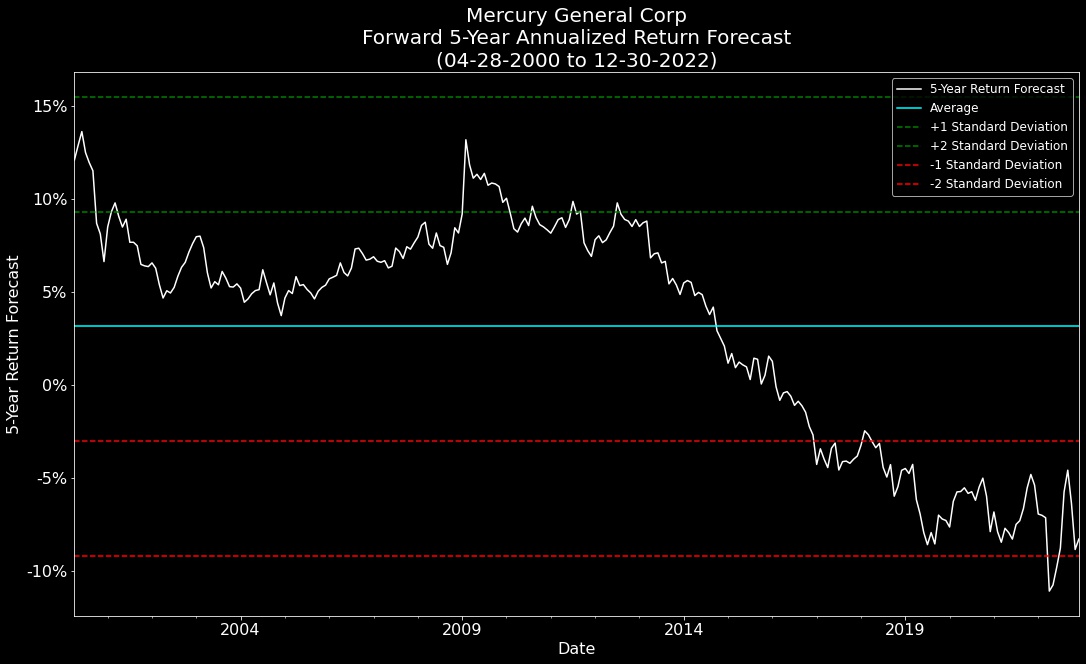 Mercury General Corp
Forward 5-Year Annualized Return Forecast
(04-28-2000 to 12-30-2022)
5-Year Return Forecast
Average
+1 Standard Deviation
+2 Standard Deviation
-1 Standard Deviation
-2 Standard Deviation
15%
10%
5%
0%
-5%
-10%
5-Year Return Forecast
2004
2009
2014
2019
Date